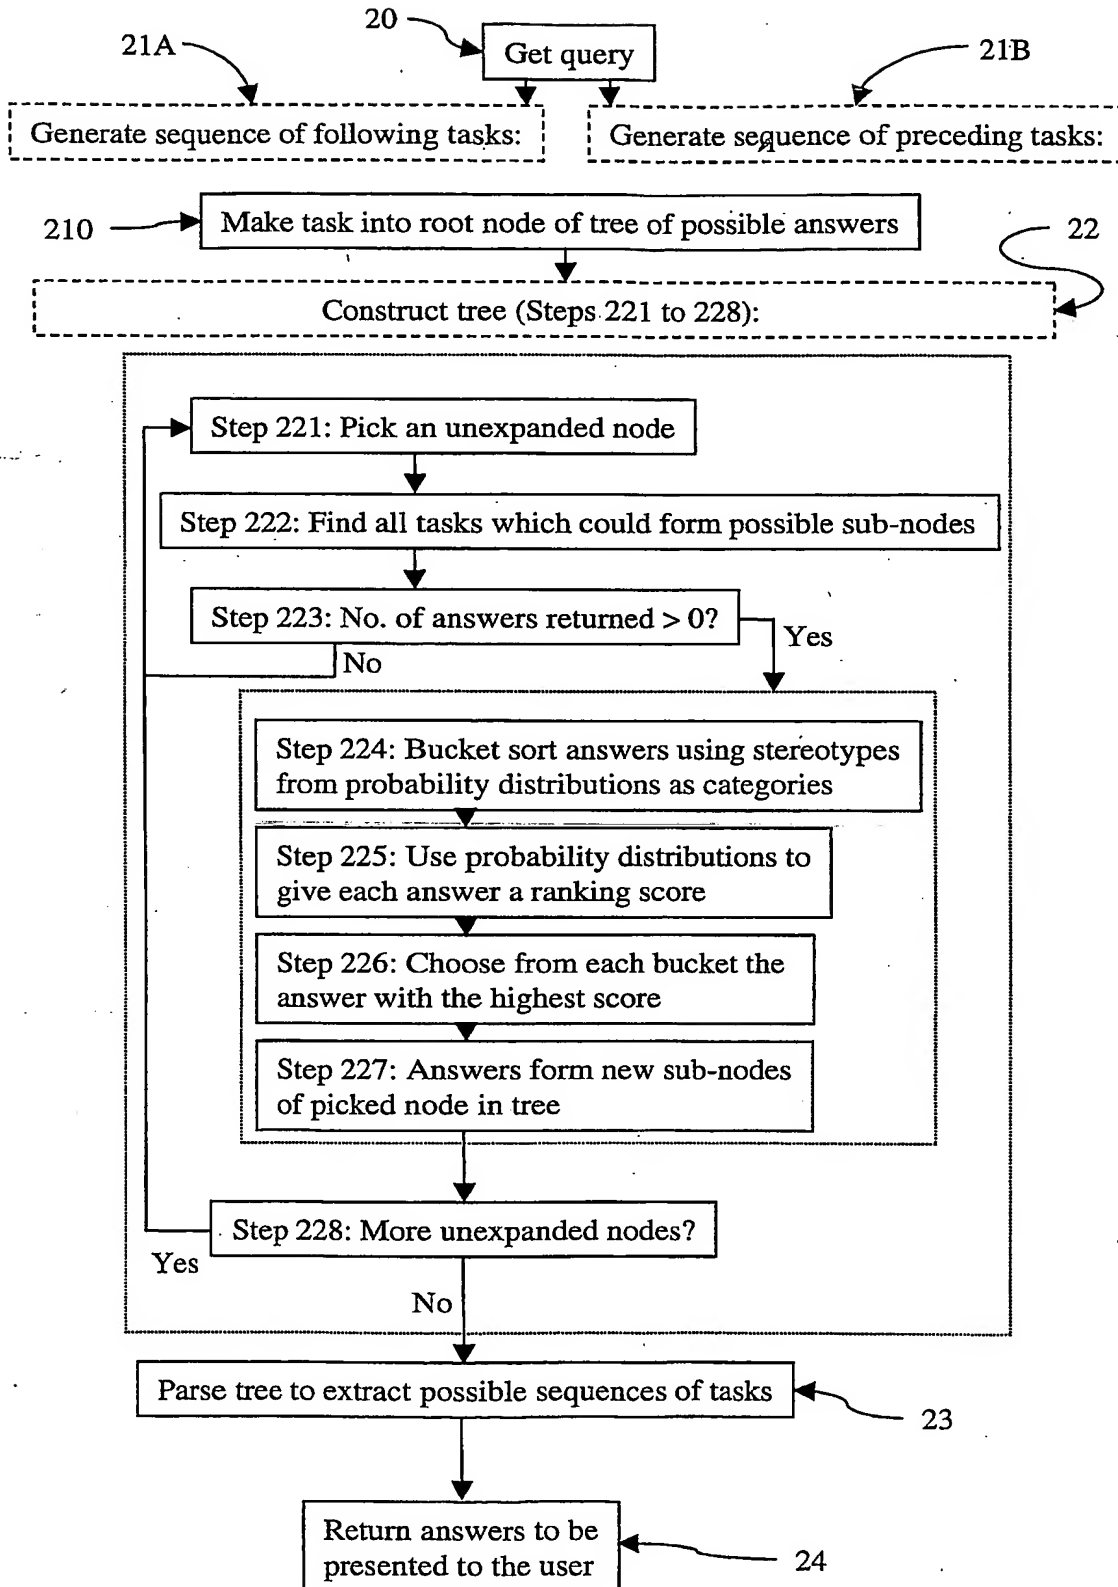 20
21A
Get query
21B
Generate sequence of following tasks:
Generate sequence of preceding tasks:
210
Make task into root node of tree of possible answers
22
Construct tree (Steps 221 to 228):
Step 221: Pick an unexpanded node
Step 222: Find all tasks which could form possible sub-nodes
Step 223: No. of answers returned > 0?
Yes
No
Step 224: Bucket sort answers using stereotypes
from probability distributions as categories
Step 225: Use probability distributions to
give each answer a ranking score
Step 226: Choose from each bucket the
answer with the highest score
Step 227: Answers form new sub-nodes
of picked node in tree
Step 228: More unexpanded nodes?
Yes
No
Parse tree to extract possible sequences of tasks
23
Return answers to be
presented to the user
24